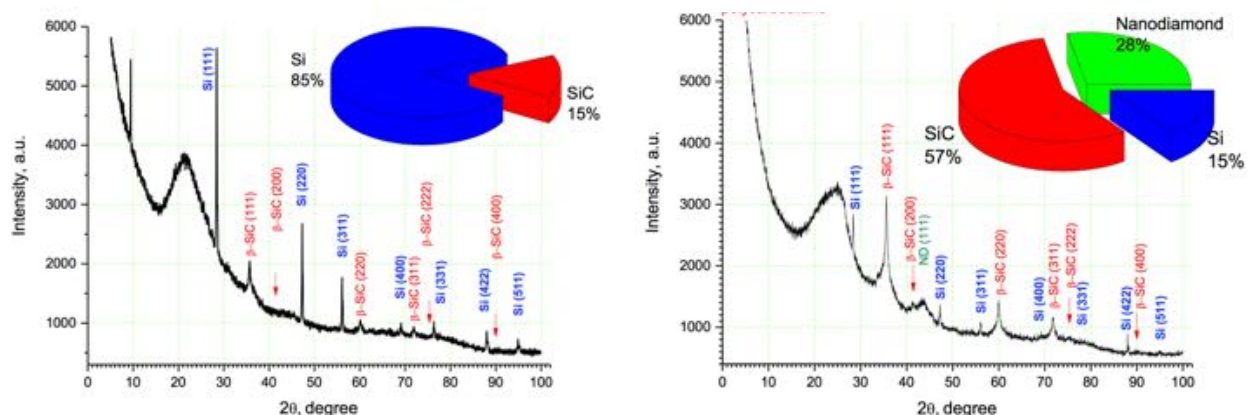 6000
5000
4000
3000
2000
1000
Intensity, a.u.
0 10 20 30 40 50 60 70 80 90 100
2θ, degree
Si (111)
β-SiC (111)
β-SiC (200)
Si (220)
Si (311)
β-SiC (220)
Si (400)
β-SiC (311)
β-SiC (222)
Si (331)
Si (422)
β-SiC (400)
Si (511)
Si
85%
SiC
15%
6000
5000
4000
3000
2000
1000
Intensity, a.u.
0 10 20 30 40 50 60 70 80 90 100
2θ, degree
Si (111)
β-SiC (111)
β-SiC (200)
ND (111)
Si (220)
Si (311)
β-SiC (220)
Si (400)
β-SiC (311)
β-SiC (222)
Si (331)
Si (422)
β-SiC (400)
Si (511)
Nanodiamond
28%
SiC
57%
Si
15%